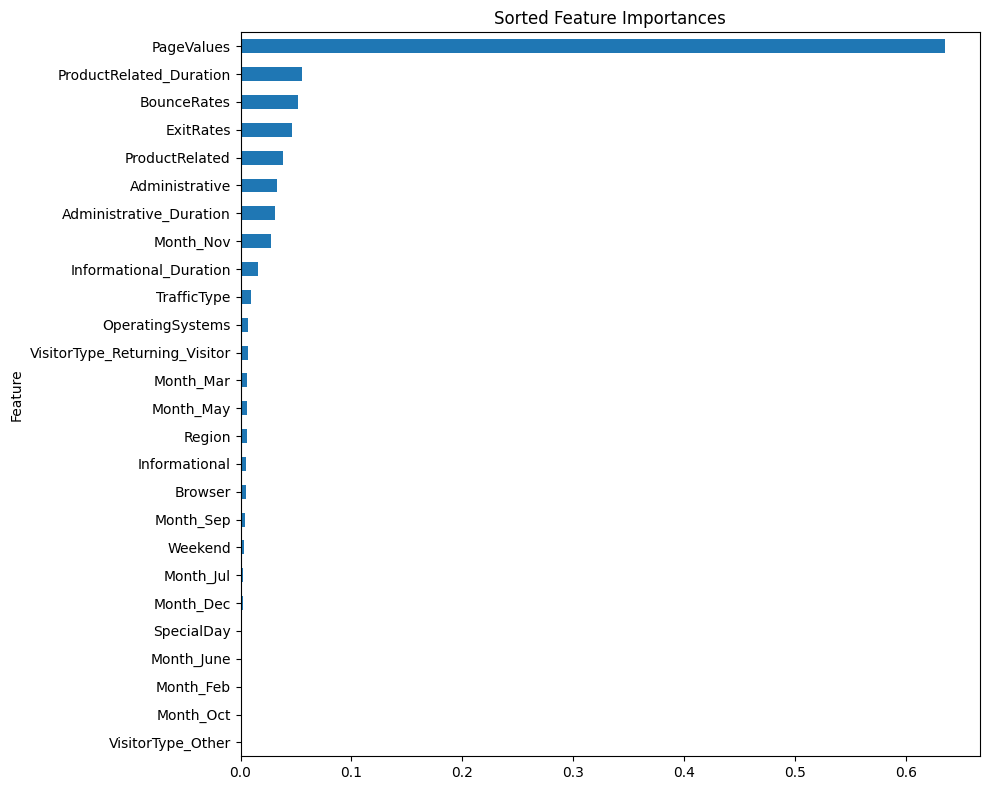 Sorted Feature Importances
PageValues
ProductRelated_Duration
BounceRates
ExitRates
ProductRelated
Administrative
Administrative_Duration
Month_Nov
Informational_Duration
TrafficType
OperatingSystems
VisitorType_Returning_Visitor
Month_Mar
Month_May
Region
Informational
Browser
Month_Sep
Weekend
Month_Jul
Month_Dec
SpecialDay
Month_June
Month_Feb
Month_Oct
VisitorType_Other
Feature
0.0 0.1 0.2 0.3 0.4 0.5 0.6